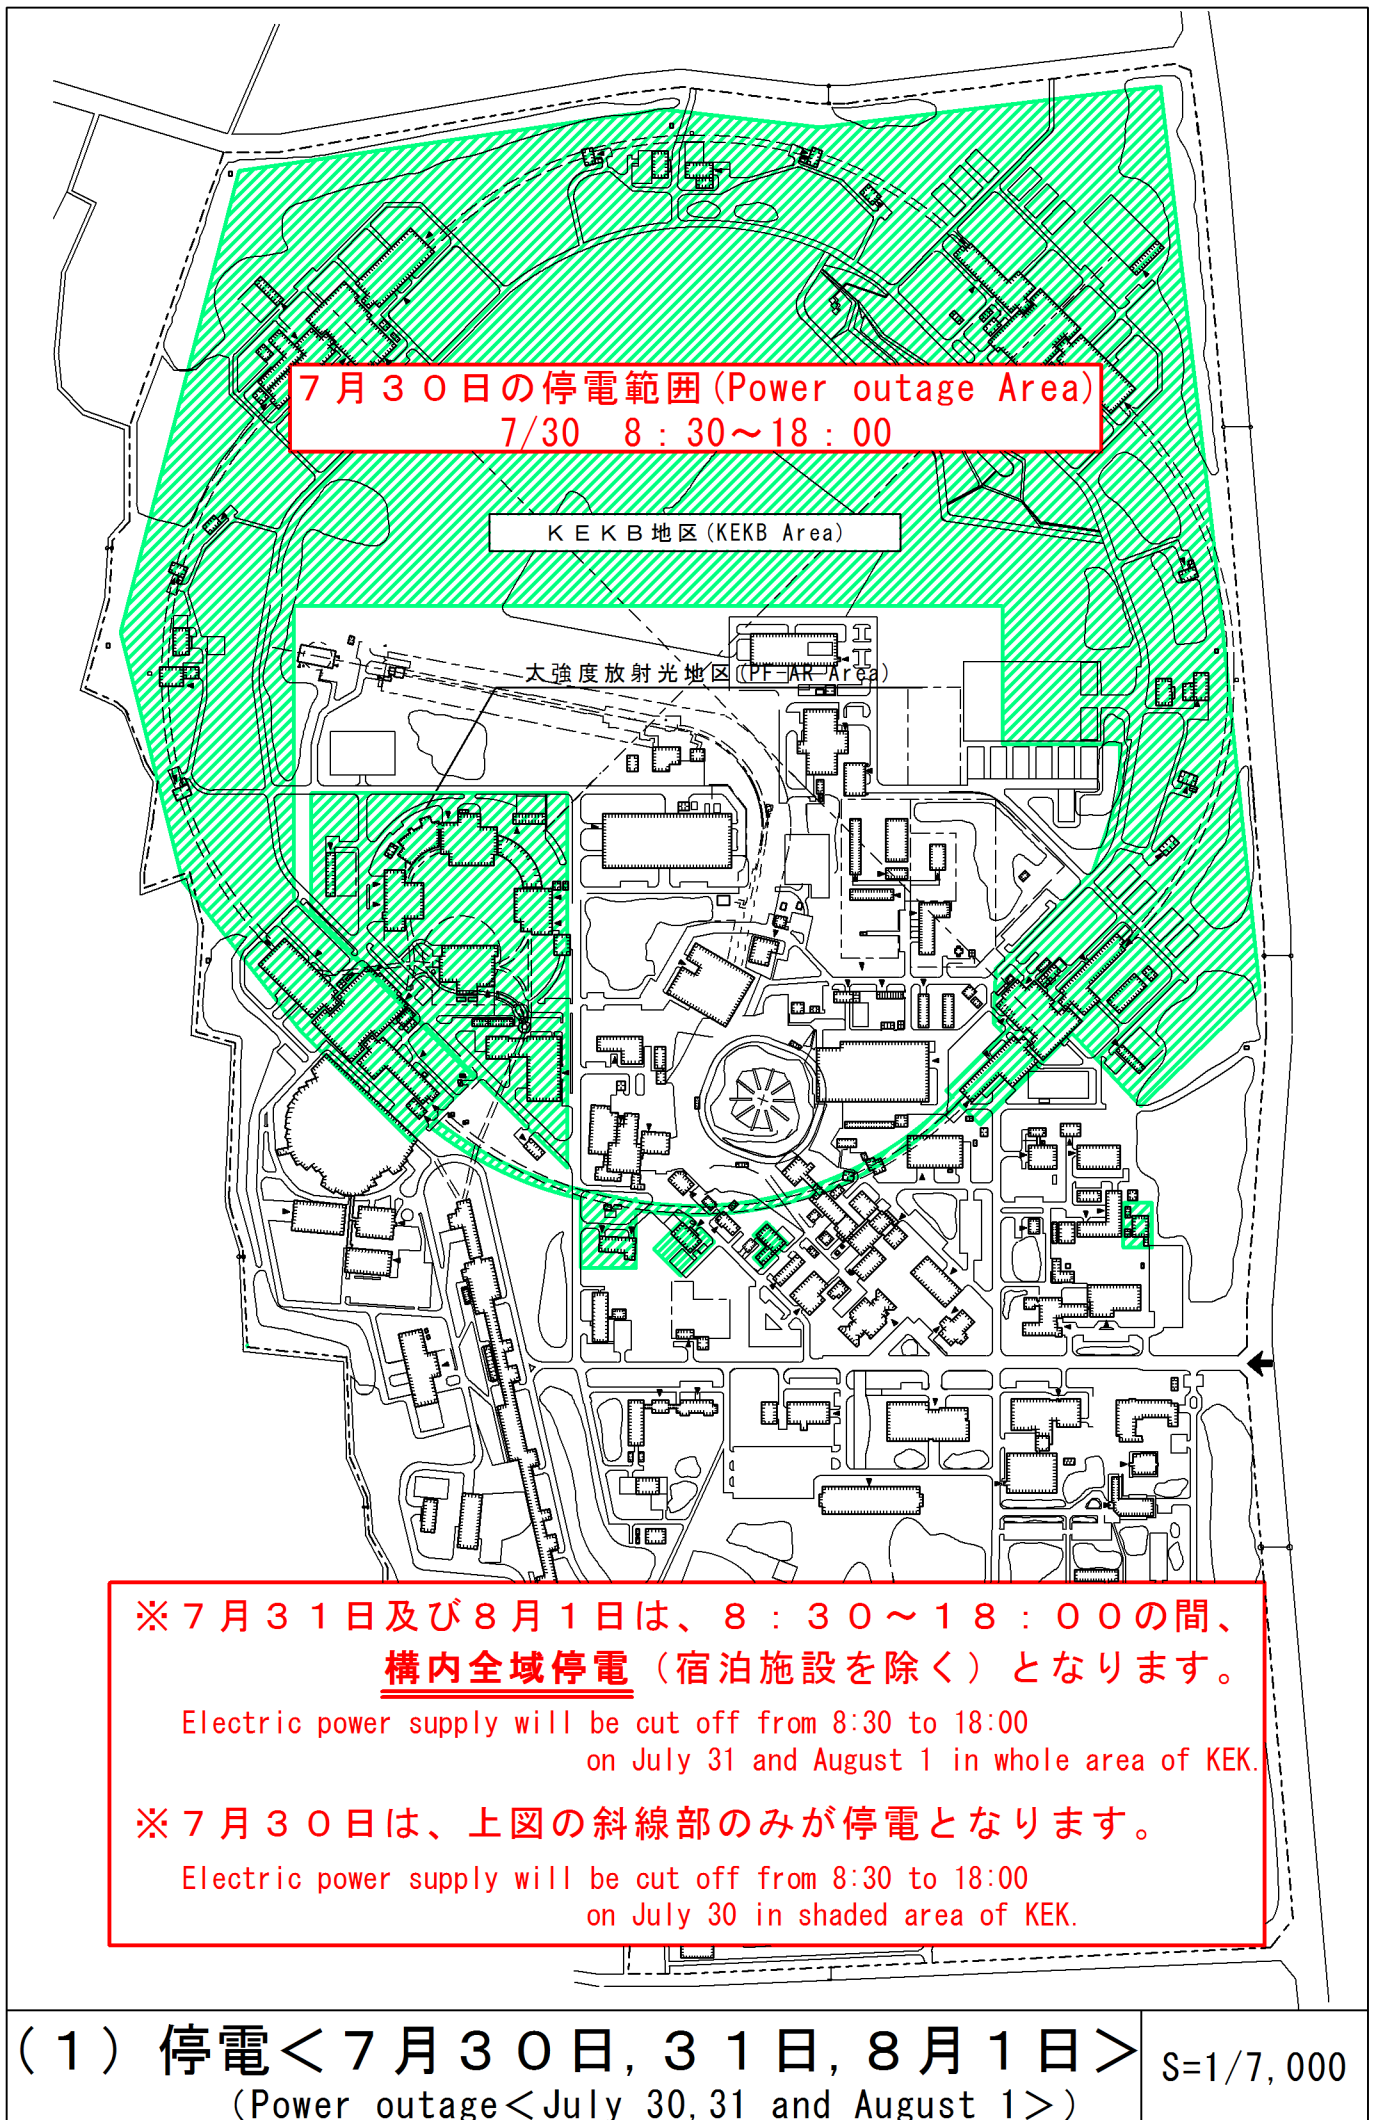 ７月３０日の停電範囲(Power outage Area)
7/30　8：30～18：00
ＫＥＫＢ地区(KEKB Area)
大強度放射光地区(PF-AR Area)
※７月３１日及び８月１日は、８：３０～１８：００の間、
構内全域停電（宿泊施設を除く）となります。
Electric power supply will be cut off from 8:30 to 18:00
on July 31 and August 1 in whole area of KEK.
※７月３０日は、上図の斜線部のみが停電となります。
Electric power supply will be cut off from 8:30 to 18:00
on July 30 in shaded area of KEK.
（１）停電＜７月３０日,３１日,８月１日＞
(Power outage＜July 30,31 and August 1＞)
S=1/7,000